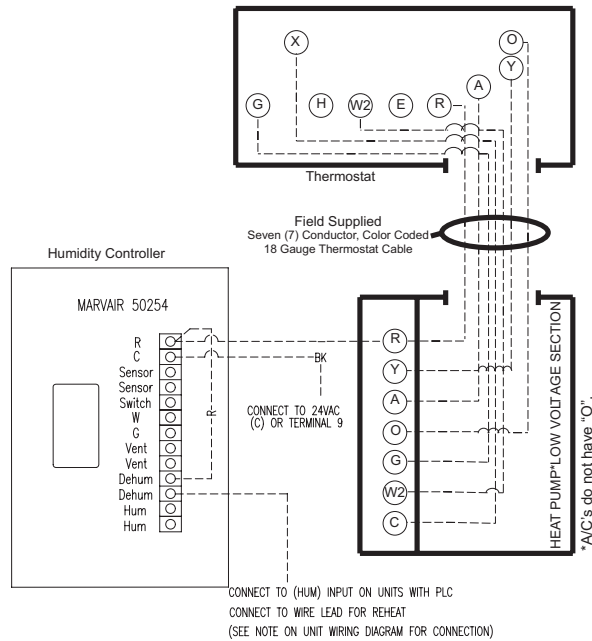 X
O
Y
A
G
H
W2
E
R
Thermostat
Field Supplied
Seven (7) Conductor, Color Coded
18 Gauge Thermostat Cable
Humidity Controller
MARVAIR 50254
R
C
Sensor
Sensor
Switch
W
G
Vent
Vent
Dehum
Dehum
Hum
Hum
R
BK
CONNECT TO 24VAC
(C) OR TERMINAL 9
R
Y
A
O
G
W2
C
HEAT PUMP*LOW VOLTAGE SECTION
*A/C's do not have "O".
CONNECT TO (HUM) INPUT ON UNITS WITH PLC
CONNECT TO WIRE LEAD FOR REHEAT
(SEE NOTE ON UNIT WIRING DIAGRAM FOR CONNECTION)